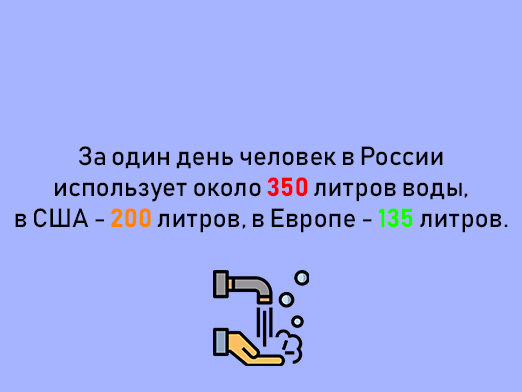 За один день человек в России
использует около 350 литров воды,
в США - 200 литров, в Европе - 135 литров.